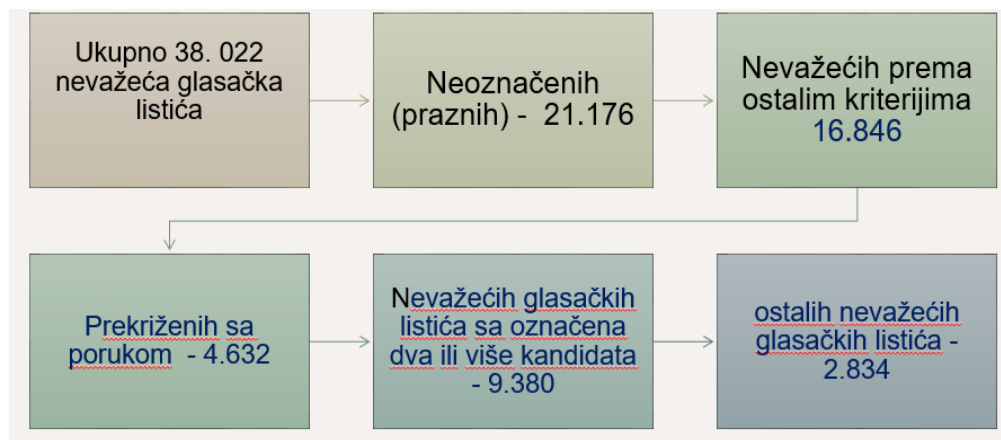 Ukupno 38. 022
nevažeća glasačka
listića
Neoznačenih
(praznih) - 21.176
Nevažećih prema
ostalim kriterijima
16.846
Prekriženih sa
porukom - 4.632
Nevažećih glasačkih
listića sa označena
dva ili više kandidata
- 9.380
ostalih nevažećih
glasačkih listića -
2.834